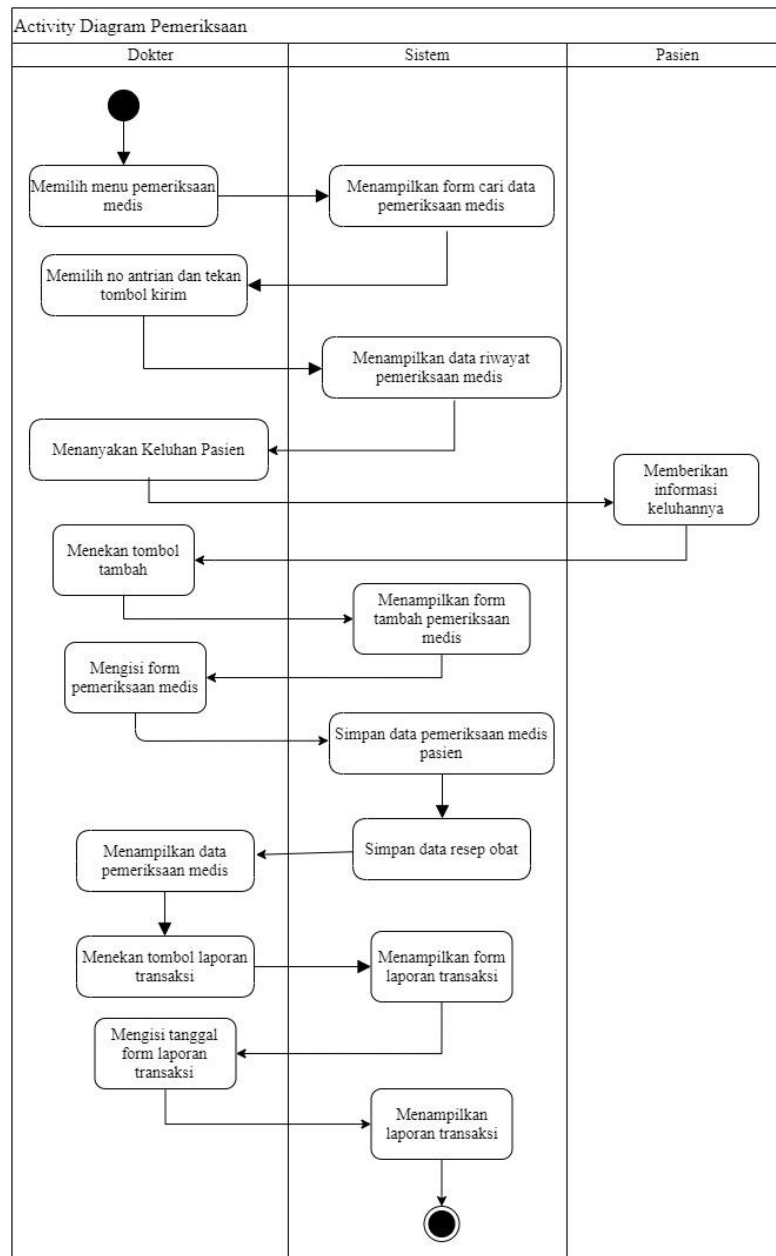 Activity Diagram Pemeriksaan
Dokter
Sistem
Pasien
Memilih menu pemeriksaan
medis
Menampilkan form cari data
pemeriksaan medis
Memilih no antrian dan tekan
tombol kirim
Menampilkan data riwayat
pemeriksaan medis
Menanyakan Keluhan Pasien
Memberikan
informasi
keluhannya
Menekan tombol
tambah
Menampilkan form
tambah pemeriksaan
medis
Mengisi form
pemeriksaan medis
Simpan data pemeriksaan medis
pasien
Simpan data resep obat
Menampilkan data
pemeriksaan medis
Menekan tombol laporan
transaksi
Menampilkan form
laporan transaksi
Mengisi tanggal
form laporan
transaksi
Menampilkan
laporan transaksi